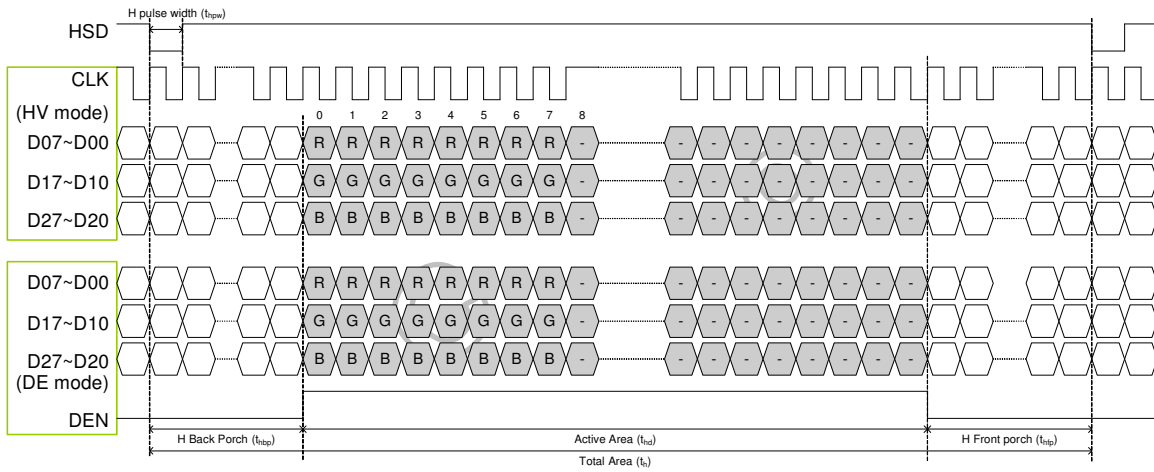 H pulse width (thpw)
HSD
CLK
(HV mode)
0 1 2 3 4 5 6 7 8
D07~D00 R R R R R R R R - - - - - - - - -
D17~D10 G G G G G G G G - - - - - - - - -
D27~D20 B B B B B B B B - - - - - - - - -
D07~D00 R R R R R R R R - - - - - - - - -
D17~D10 G G G G G G G G - - - - - - - - -
D27~D20 B B B B B B B B - - - - - - - - -
(DE mode)
DEN
H Back Porch (thbp) Active Area (thd) H Front porch (thfp)
Total Area (th)